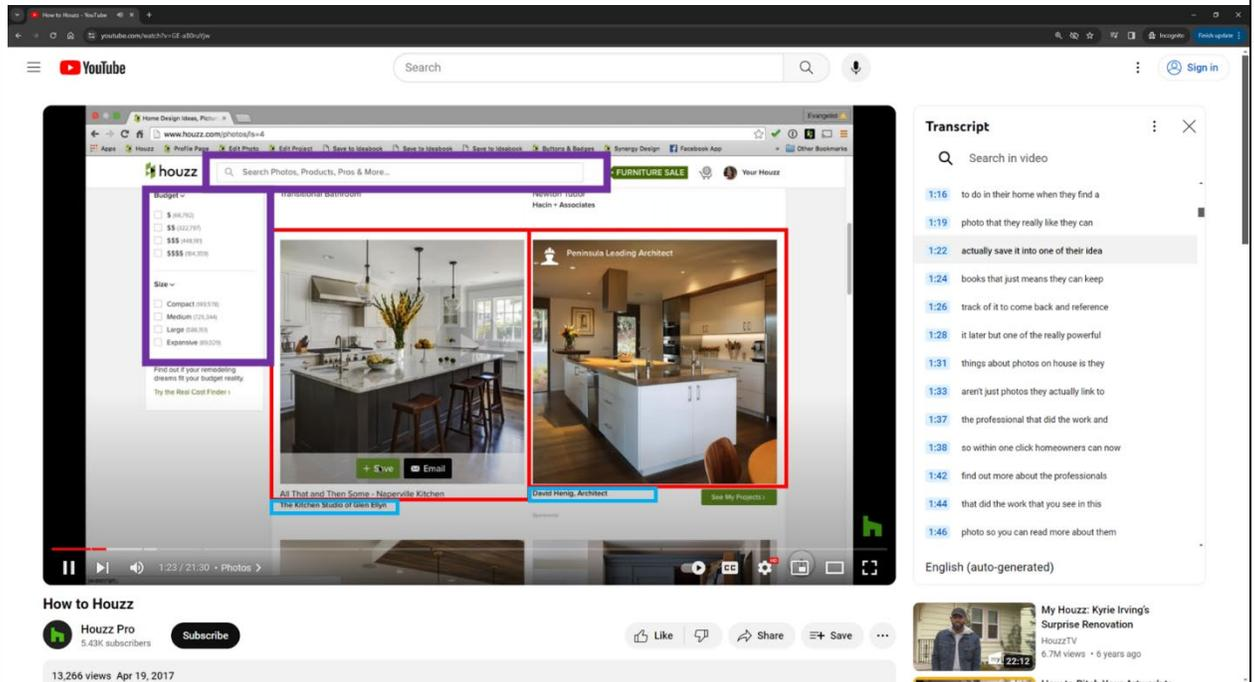 How to Houzz - YouTube
Incognito
Finish update
YouTube
Search
Sign in
Home Design Ideas, Pictur
Evangelist
www.houzz.com/photos/ls=4
Apps
Houzz
Profile Page
Edit Photo
Edit Project
Save to Ideabook
Save to Ideabook
Save to Ideabook
Buttons & Badges
Synergy Design
Facebook App
Other Bookmarks
houzz
Search Photos, Products, Pros & More...
FURNITURE SALE
Your Houzz
Budget
$
$$
$$$
$$$$
Size
Compact
Medium
Large
Expansive
Find out if your remodeling
dreams fit your budget reality.
Try the Real Cost Finder ›
Transitional Bathroom
Newton Tudor
Hacin + Associates
Peninsula Leading Architect
+ Save
Email
All That and Then Some - Naperville Kitchen
The Kitchen Studio of Glen Ellyn
David Henig, Architect
See My Projects ›
Sponsored
1:23 / 21:30 • Photos
CC
HD
Transcript
Search in video
1:16 to do in their home when they find a
1:19 photo that they really like they can
1:22 actually save it into one of their idea
1:24 books that just means they can keep
1:26 track of it to come back and reference
1:28 it later but one of the really powerful
1:31 things about photos on house is they
1:33 aren't just photos they actually link to
1:37 the professional that did the work and
1:38 so within one click homeowners can now
1:42 find out more about the professionals
1:44 that did the work that you see in this
1:46 photo so you can read more about them
English (auto-generated)
How to Houzz
Houzz Pro
5.43K subscribers
Subscribe
Like
Share
Save
13,266 views Apr 19, 2017
My Houzz: Kyrie Irving's
Surprise Renovation
HouzzTV
6.7M views • 6 years ago
22:12